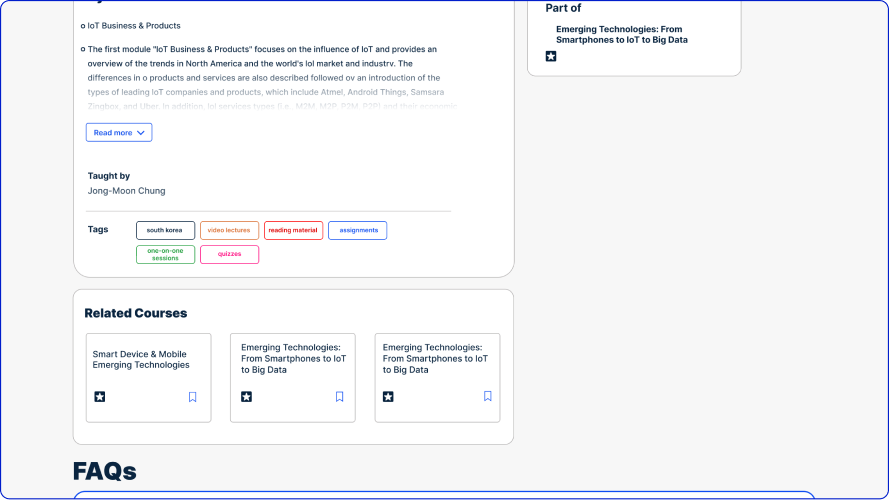 IoT Business & Products
The first module "IoT Business & Products" focuses on the influence of IoT and provides an
overview of the trends in North America and the world's IoI market and industrv. The
differences in o products and services are also described followed ov an introduction of the
types of leading IoT companies and products, which include Atmel, Android Things, Samsara
Zingbox, and Uber. In addition, IoI services types (i.e., M2M, M2P, P2M, P2P) and their economic
Read more
Taught by
Jong-Moon Chung
Tags
south korea
video lectures
reading material
assignments
one-on-one
sessions
quizzes
Part of
Emerging Technologies: From
Smartphones to IoT to Big Data
Related Courses
Smart Device & Mobile
Emerging Technologies
Emerging Technologies:
From Smartphones to IoT
to Big Data
Emerging Technologies:
From Smartphones to IoT
to Big Data
FAQs